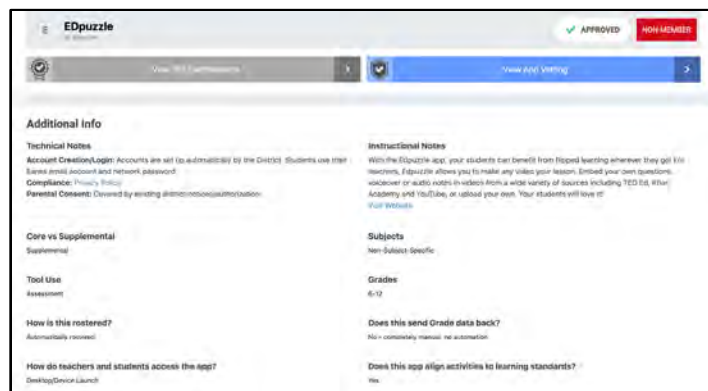 EDpuzzle
APPROVED
NON-MEMBER
View App Vetting
Additional Info
Technical Notes
Account Creation/Login: Accounts are set up automatically by the District. Students use their
email account and network password
Compliance: Privacy Policy
Parental Consent: Covered by existing district
Instructional Notes
With the Edpuzzle app, your students can benefit from flipped learning wherever they go! For
teachers, Edpuzzle allows you to make any video your lesson. Embed your own questions,
voiceover or audio notes in videos from a wide variety of sources including TED Ed, Khan
Academy and YouTube, or upload your own. Your students will love it!
Visit Website
Core vs Supplemental
Supplemental
Subjects
Non-Subject-Specific
Tool Use
Assessment
Grades
6-12
How is this rostered?
Automatically rostered
Does this send Grade data back?
No - completely manual, no automation
How do teachers and students access the app?
Desktop/Device Launch
Does this app align activities to learning standards?
Yes